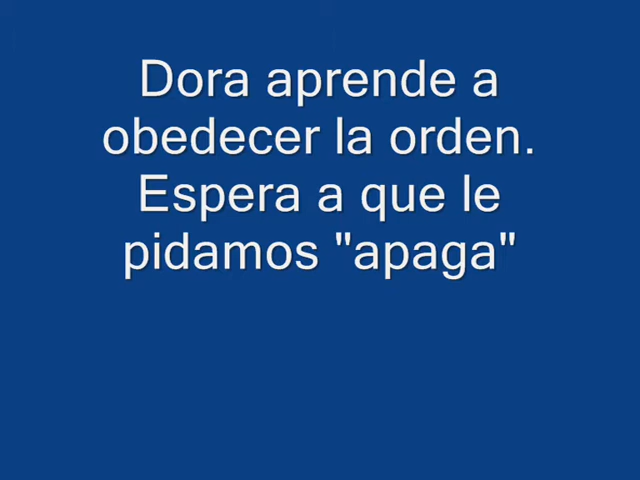 Dora aprende a
obedecer la orden.
Espera a que le
pidamos "apaga"